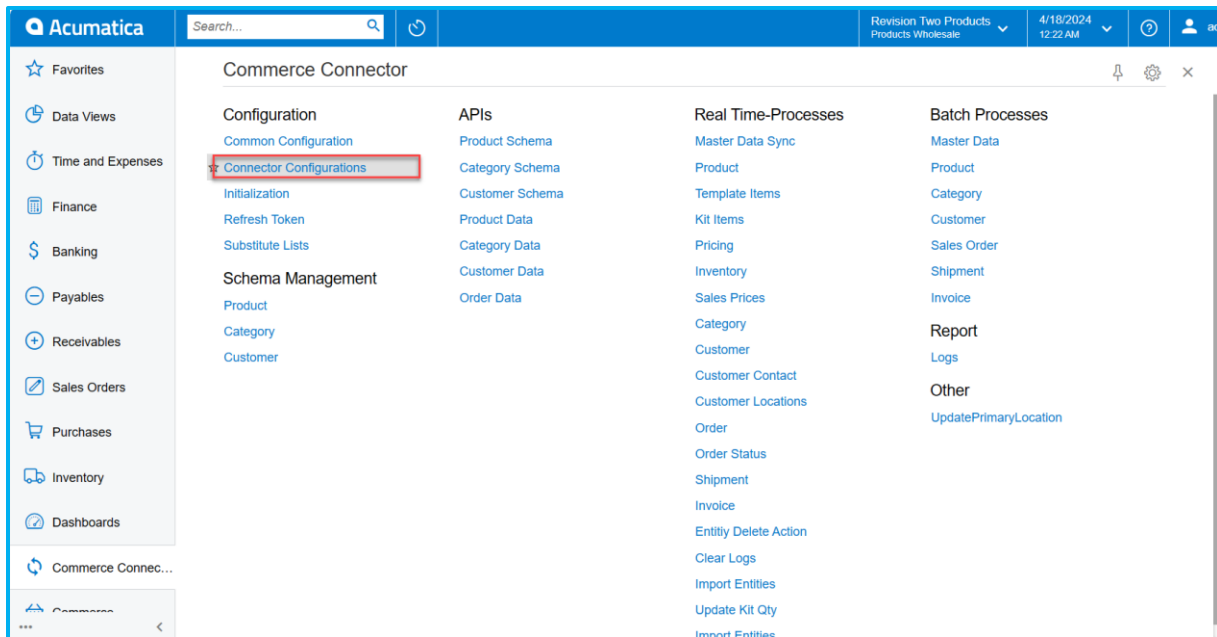 Acumatica
Search...
Revision Two Products
Products Wholesale
4/18/2024
12:22 AM
Favorites
Data Views
Time and Expenses
Finance
Banking
Payables
Receivables
Sales Orders
Purchases
Inventory
Dashboards
Commerce Connec...
Commerce
Commerce Connector
Configuration
Common Configuration
Connector Configurations
Initialization
Refresh Token
Substitute Lists
Schema Management
Product
Category
Customer
APIs
Product Schema
Category Schema
Customer Schema
Product Data
Category Data
Customer Data
Order Data
Real Time-Processes
Master Data Sync
Product
Template Items
Kit Items
Pricing
Inventory
Sales Prices
Category
Customer
Customer Contact
Customer Locations
Order
Order Status
Shipment
Invoice
Entitiy Delete Action
Clear Logs
Import Entities
Update Kit Qty
Import Entities
Batch Processes
Master Data
Product
Category
Customer
Sales Order
Shipment
Invoice
Report
Logs
Other
UpdatePrimaryLocation